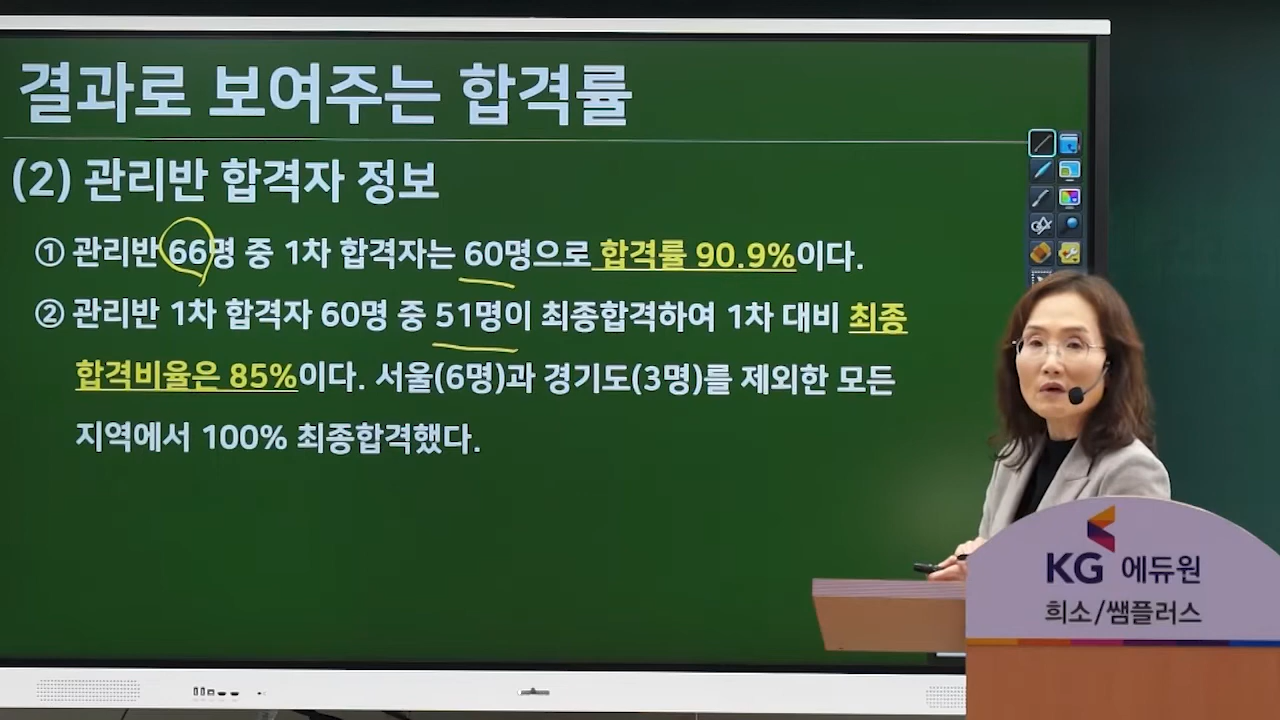 결과로 보여주는 합격률
(2) 관리반 합격자 정보
① 관리반 66명 중 1차 합격자는 60명으로 합격률 90.9%이다.
② 관리반 1차 합격자 60명 중 51명이 최종합격하여 1차 대비 최종
합격비율은 85%이다. 서울(6명)과 경기도(3명)를 제외한 모든
지역에서 100% 최종합격했다.
KG 에듀원
희소/쌤플러스